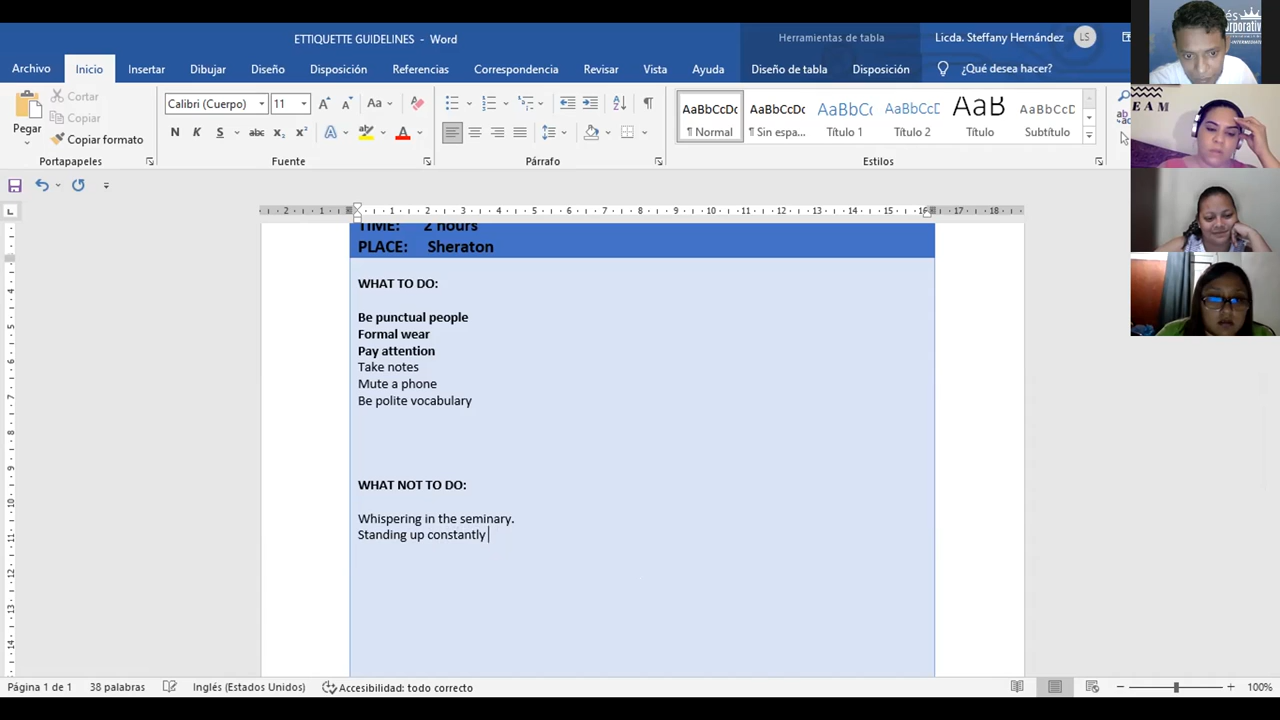 ETTIQUETTE GUIDELINES - Word
Herramientas de tabla
Licda. Steffany Hernández
LS
Archivo
Inicio
Insertar
Dibujar
Diseño
Disposición
Referencias
Correspondencia
Revisar
Vista
Ayuda
Diseño de tabla
Disposición
¿Qué desea hacer?
Pegar
Cortar
Copiar
Copiar formato
Calibri (Cuerpo)
11
AaBbCcDc
¶ Normal
AaBbCcDc
¶ Sin espa...
AaBbC
Título 1
AaBbCcE
Título 2
AaB
Título
AaBbCcD
Subtítulo
Portapapeles
Fuente
Párrafo
Estilos
EAM
TIME: 2 hours
PLACE: Sheraton
WHAT TO DO:
Be punctual people
Formal wear
Pay attention
Take notes
Mute a phone
Be polite vocabulary
WHAT NOT TO DO:
Whispering in the seminary.
Standing up constantly
Página 1 de 1
38 palabras
Inglés (Estados Unidos)
Accesibilidad: todo correcto
100%